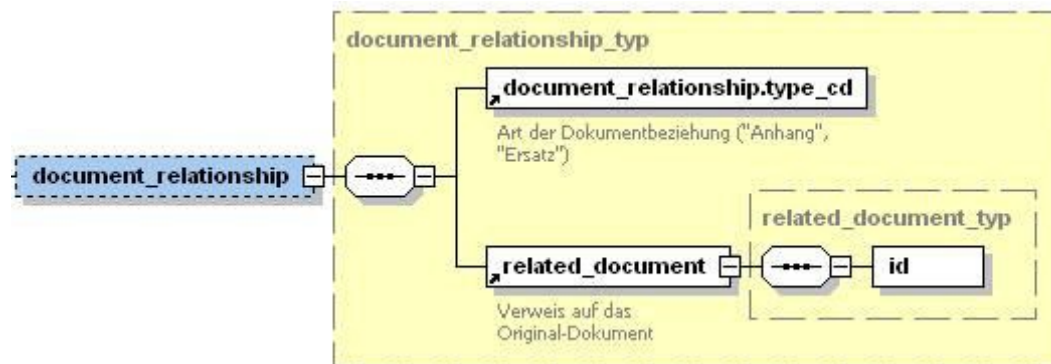 document_relationship_typ
document_relationship.type_cd
Art der Dokumentbeziehung ("Anhang",
"Ersatz")
document_relationship
related_document_typ
related_document
id
Verweis auf das
Original-Dokument